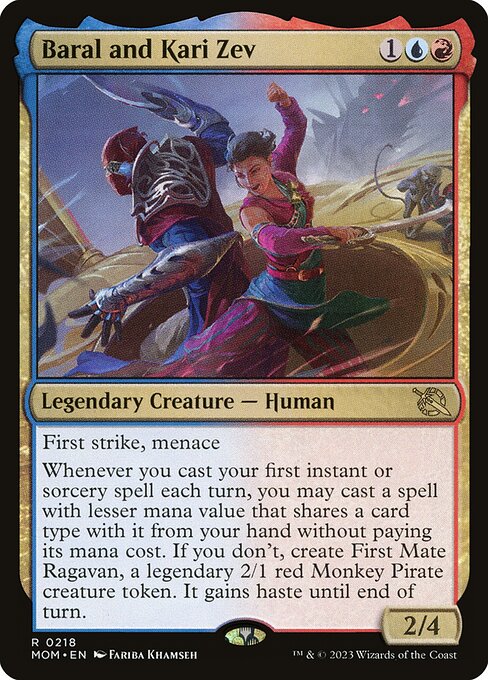 Baral and Kari Zev 1
Legendary Creature — Human
First strike, menace
Whenever you cast your first instant or
sorcery spell each turn, you may cast a spell
with lesser mana value that shares a card
type with it from your hand without paying
its mana cost. If you don't, create First Mate
Ragavan, a legendary 2/1 red Monkey Pirate
creature token. It gains haste until end of
turn.
2/4
R 0218
MOM • EN Fariba Khamseh
™ & © 2023 Wizards of the Coast